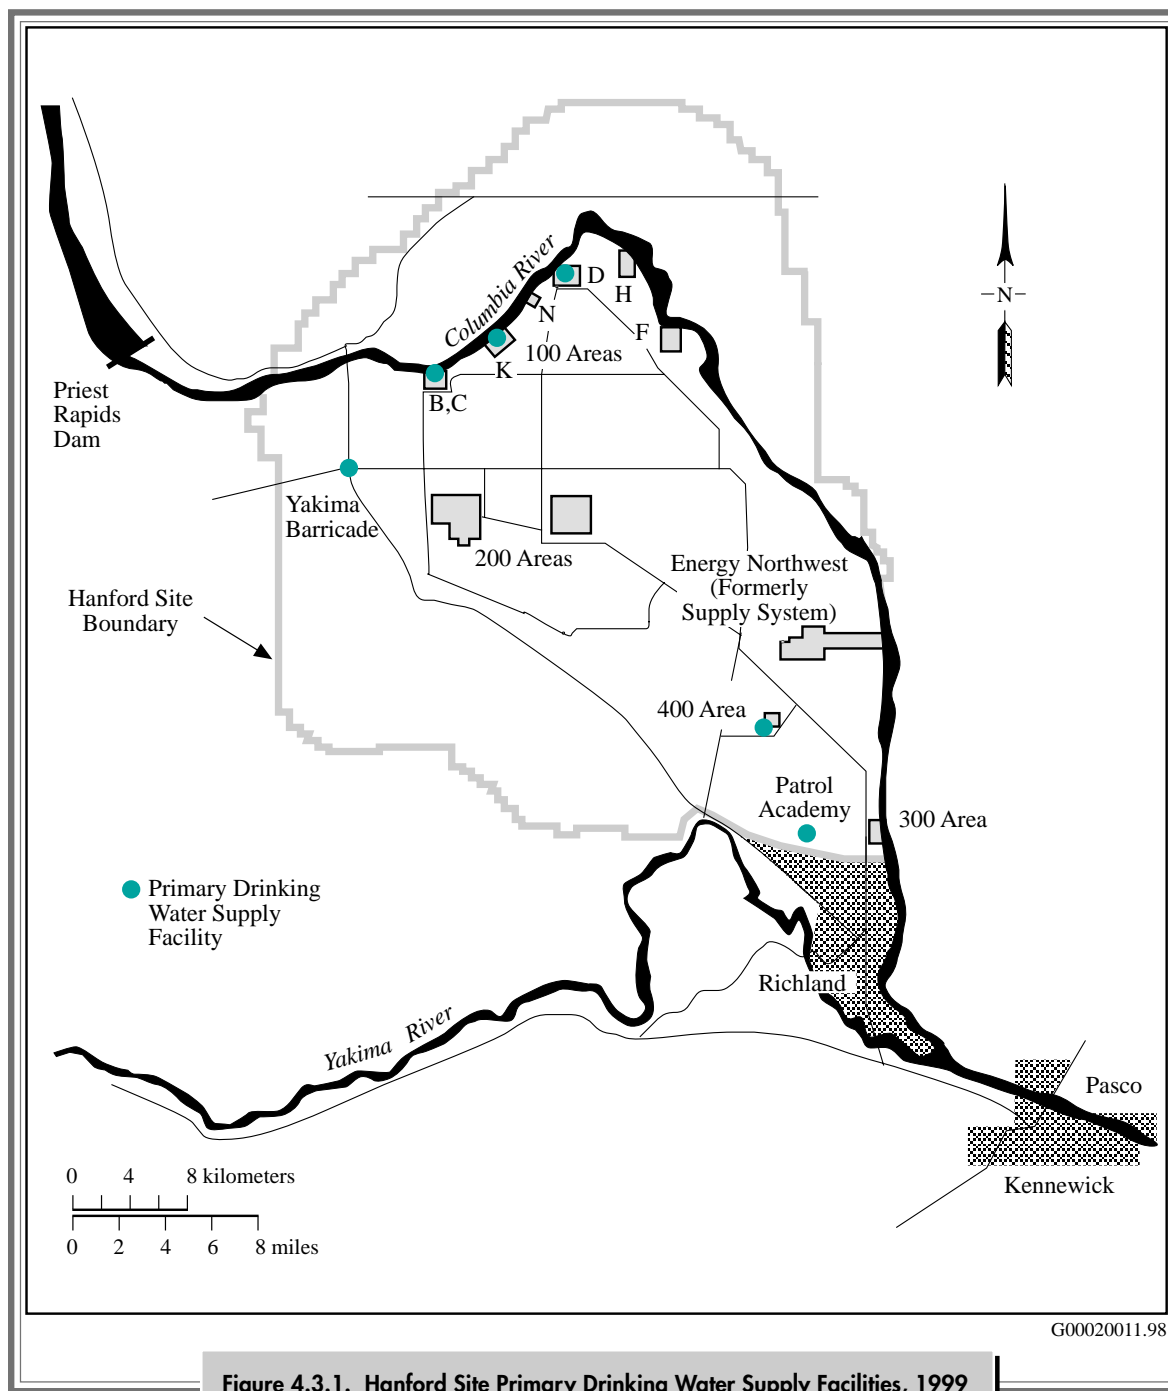 Columbia River
D
H
N
F
K
100 Areas
B,C
N
Priest
Rapids
Dam
Yakima
Barricade
200 Areas
Energy Northwest
(Formerly
Supply System)
Hanford Site
Boundary
400 Area
Patrol
Academy
300 Area
Primary Drinking
Water Supply
Facility
Richland
Yakima River
Pasco
Kennewick
0 4 8 kilometers
0 2 4 6 8 miles
G00020011.98
Figure 4.3.1. Hanford Site Primary Drinking Water Supply Facilities, 1999